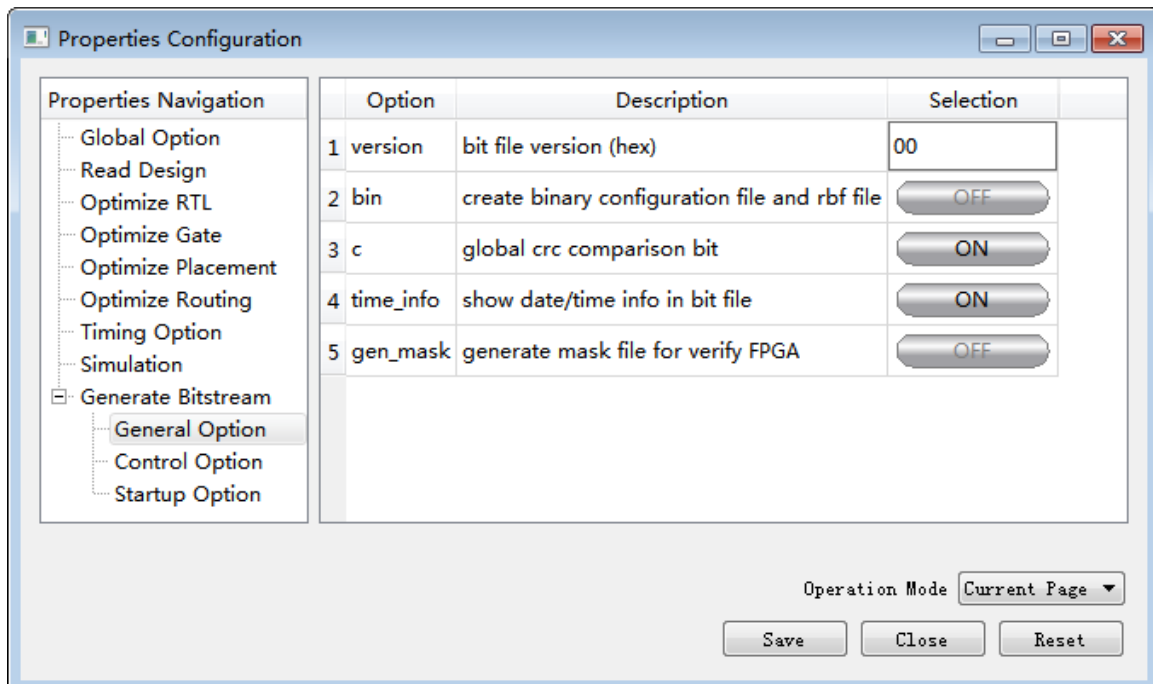 Properties Configuration
Properties Navigation
Global Option
Read Design
Optimize RTL
Optimize Gate
Optimize Placement
Optimize Routing
Timing Option
Simulation
Generate Bitstream
General Option
Control Option
Startup Option
Option Description Selection
1 version bit file version (hex) 00
2 bin create binary configuration file and rbf file OFF
3 c global crc comparison bit ON
4 time_info show date/time info in bit file ON
5 gen_mask generate mask file for verify FPGA OFF
Operation Mode Current Page
Save Close Reset